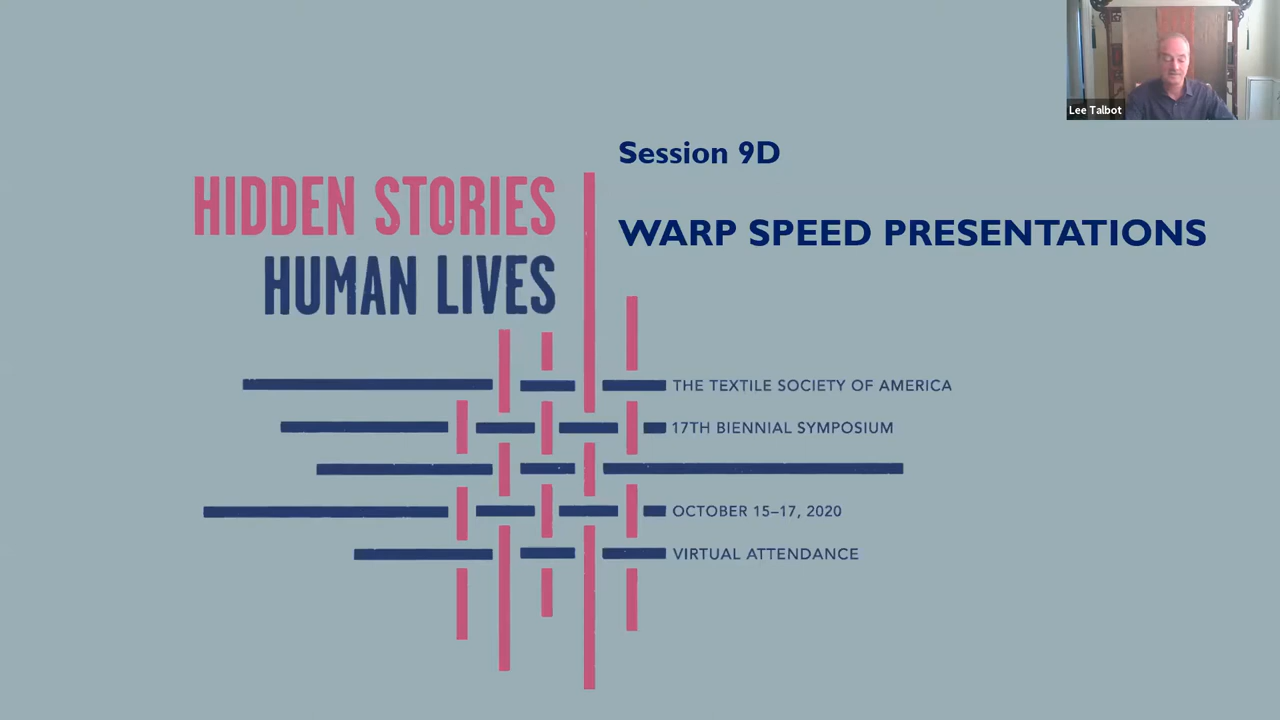 Lee Talbot
Session 9D
WARP SPEED PRESENTATIONS
HIDDEN STORIES
HUMAN LIVES
THE TEXTILE SOCIETY OF AMERICA
17TH BIENNIAL SYMPOSIUM
OCTOBER 15–17, 2020
VIRTUAL ATTENDANCE